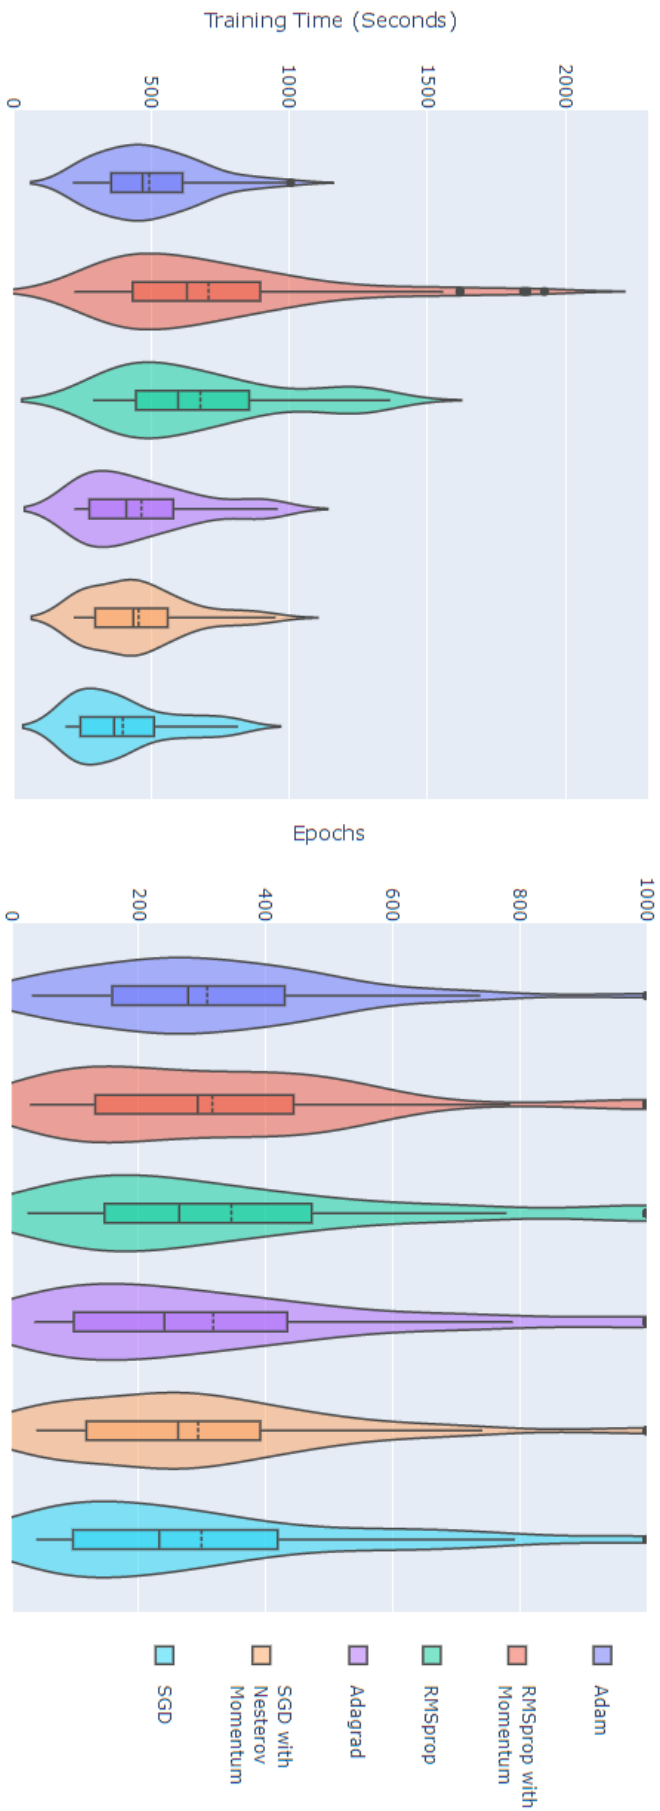 Training Time (Seconds)
0
500
1000
1500
2000
Epochs
0
200
400
600
800
1000
Adam
RMSprop with
Momentum
RMSprop
Adagrad
SGD with
Nesterov
Momentum
SGD